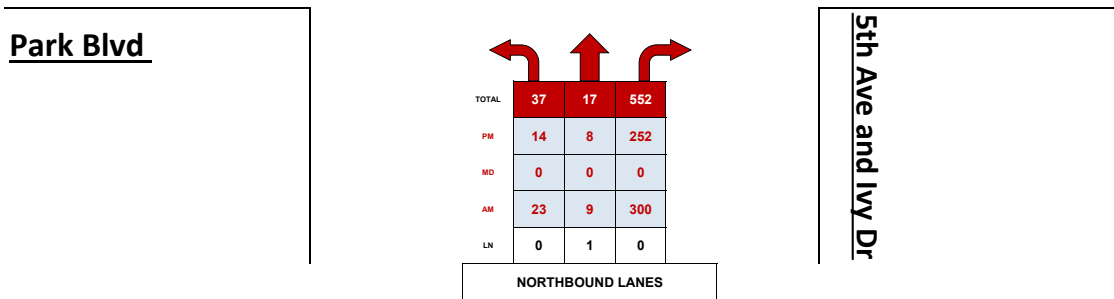 Park Blvd
TOTAL 37 17 552
PM 14 8 252
MD 0 0 0
AM 23 9 300
LN 0 1 0
NORTHBOUND LANES
5th Ave and Ivy Dr